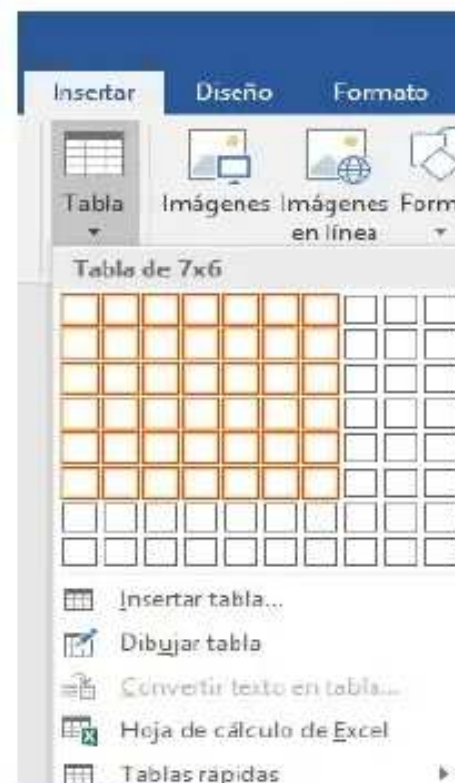 Insertar Diseño Formato
Tabla Imágenes Imágenes Form
en línea
Tabla de 7x6
Insertar tabla...
Dibujar tabla
Convertir texto en tabla...
Hoja de cálculo de Excel
Tablas rápidas